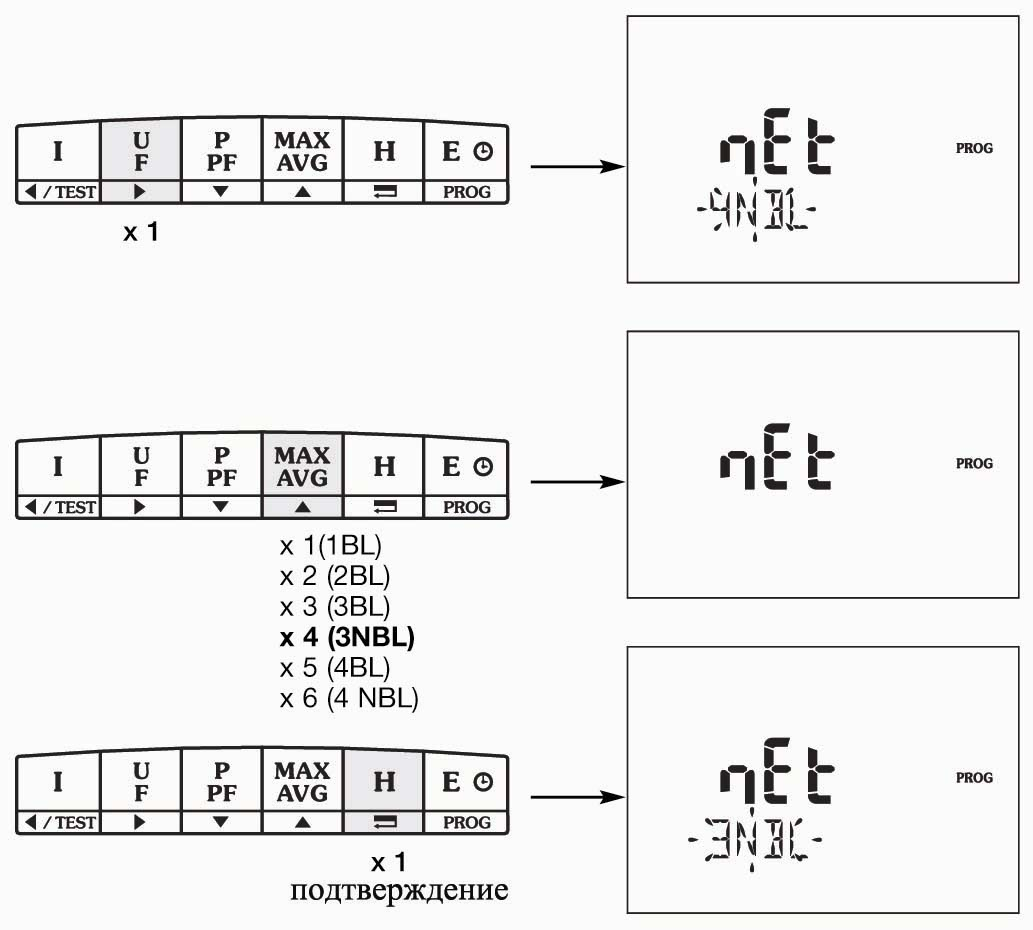 I U F P PF MAX AVG H E
/ TEST PROG
x 1
nEt PROG
4NBL
I U F P PF MAX AVG H E
/ TEST PROG
nEt PROG
x 1(1BL)
x 2 (2BL)
x 3 (3BL)
x 4 (3NBL)
x 5 (4BL)
x 6 (4 NBL)
I U F P PF MAX AVG H E
/ TEST PROG
nEt PROG
3NBL
x 1
подтверждение